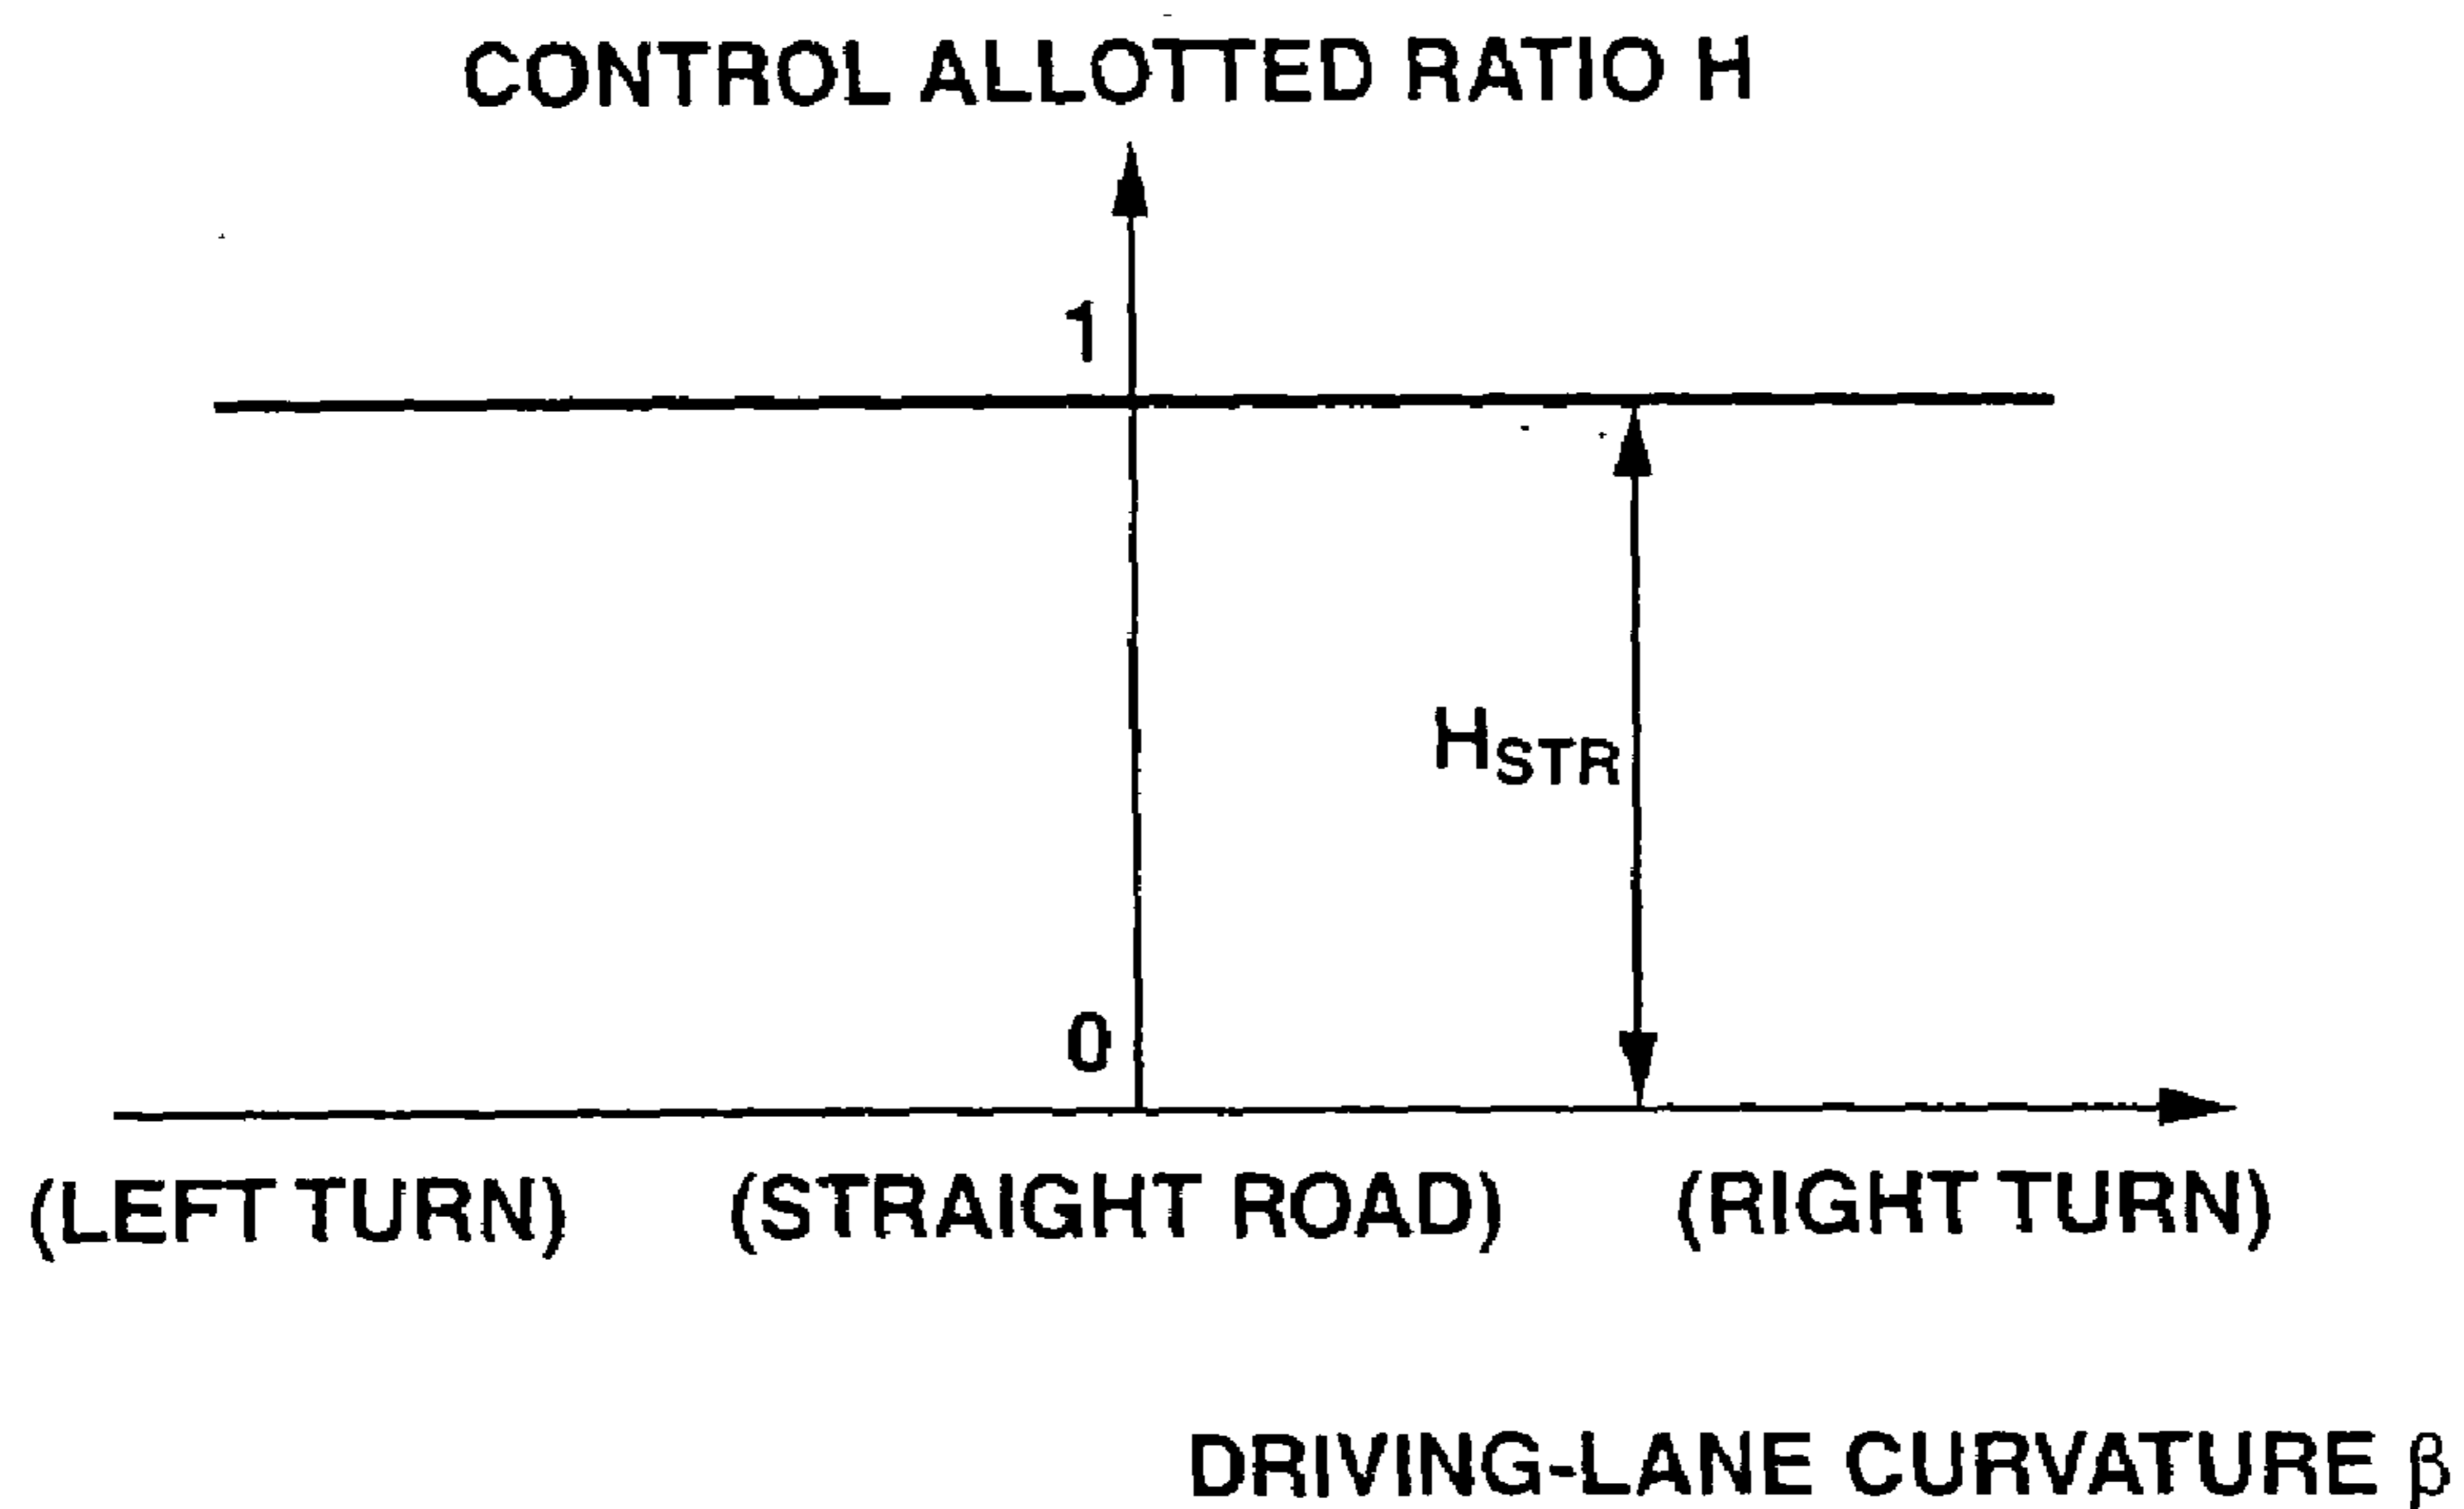 CONTROL ALLOTTED RATIO H
1
HSTR
0
(LEFT TURN) (STRAIGHT ROAD) (RIGHT TURN)
DRIVING-LANE CURVATURE β